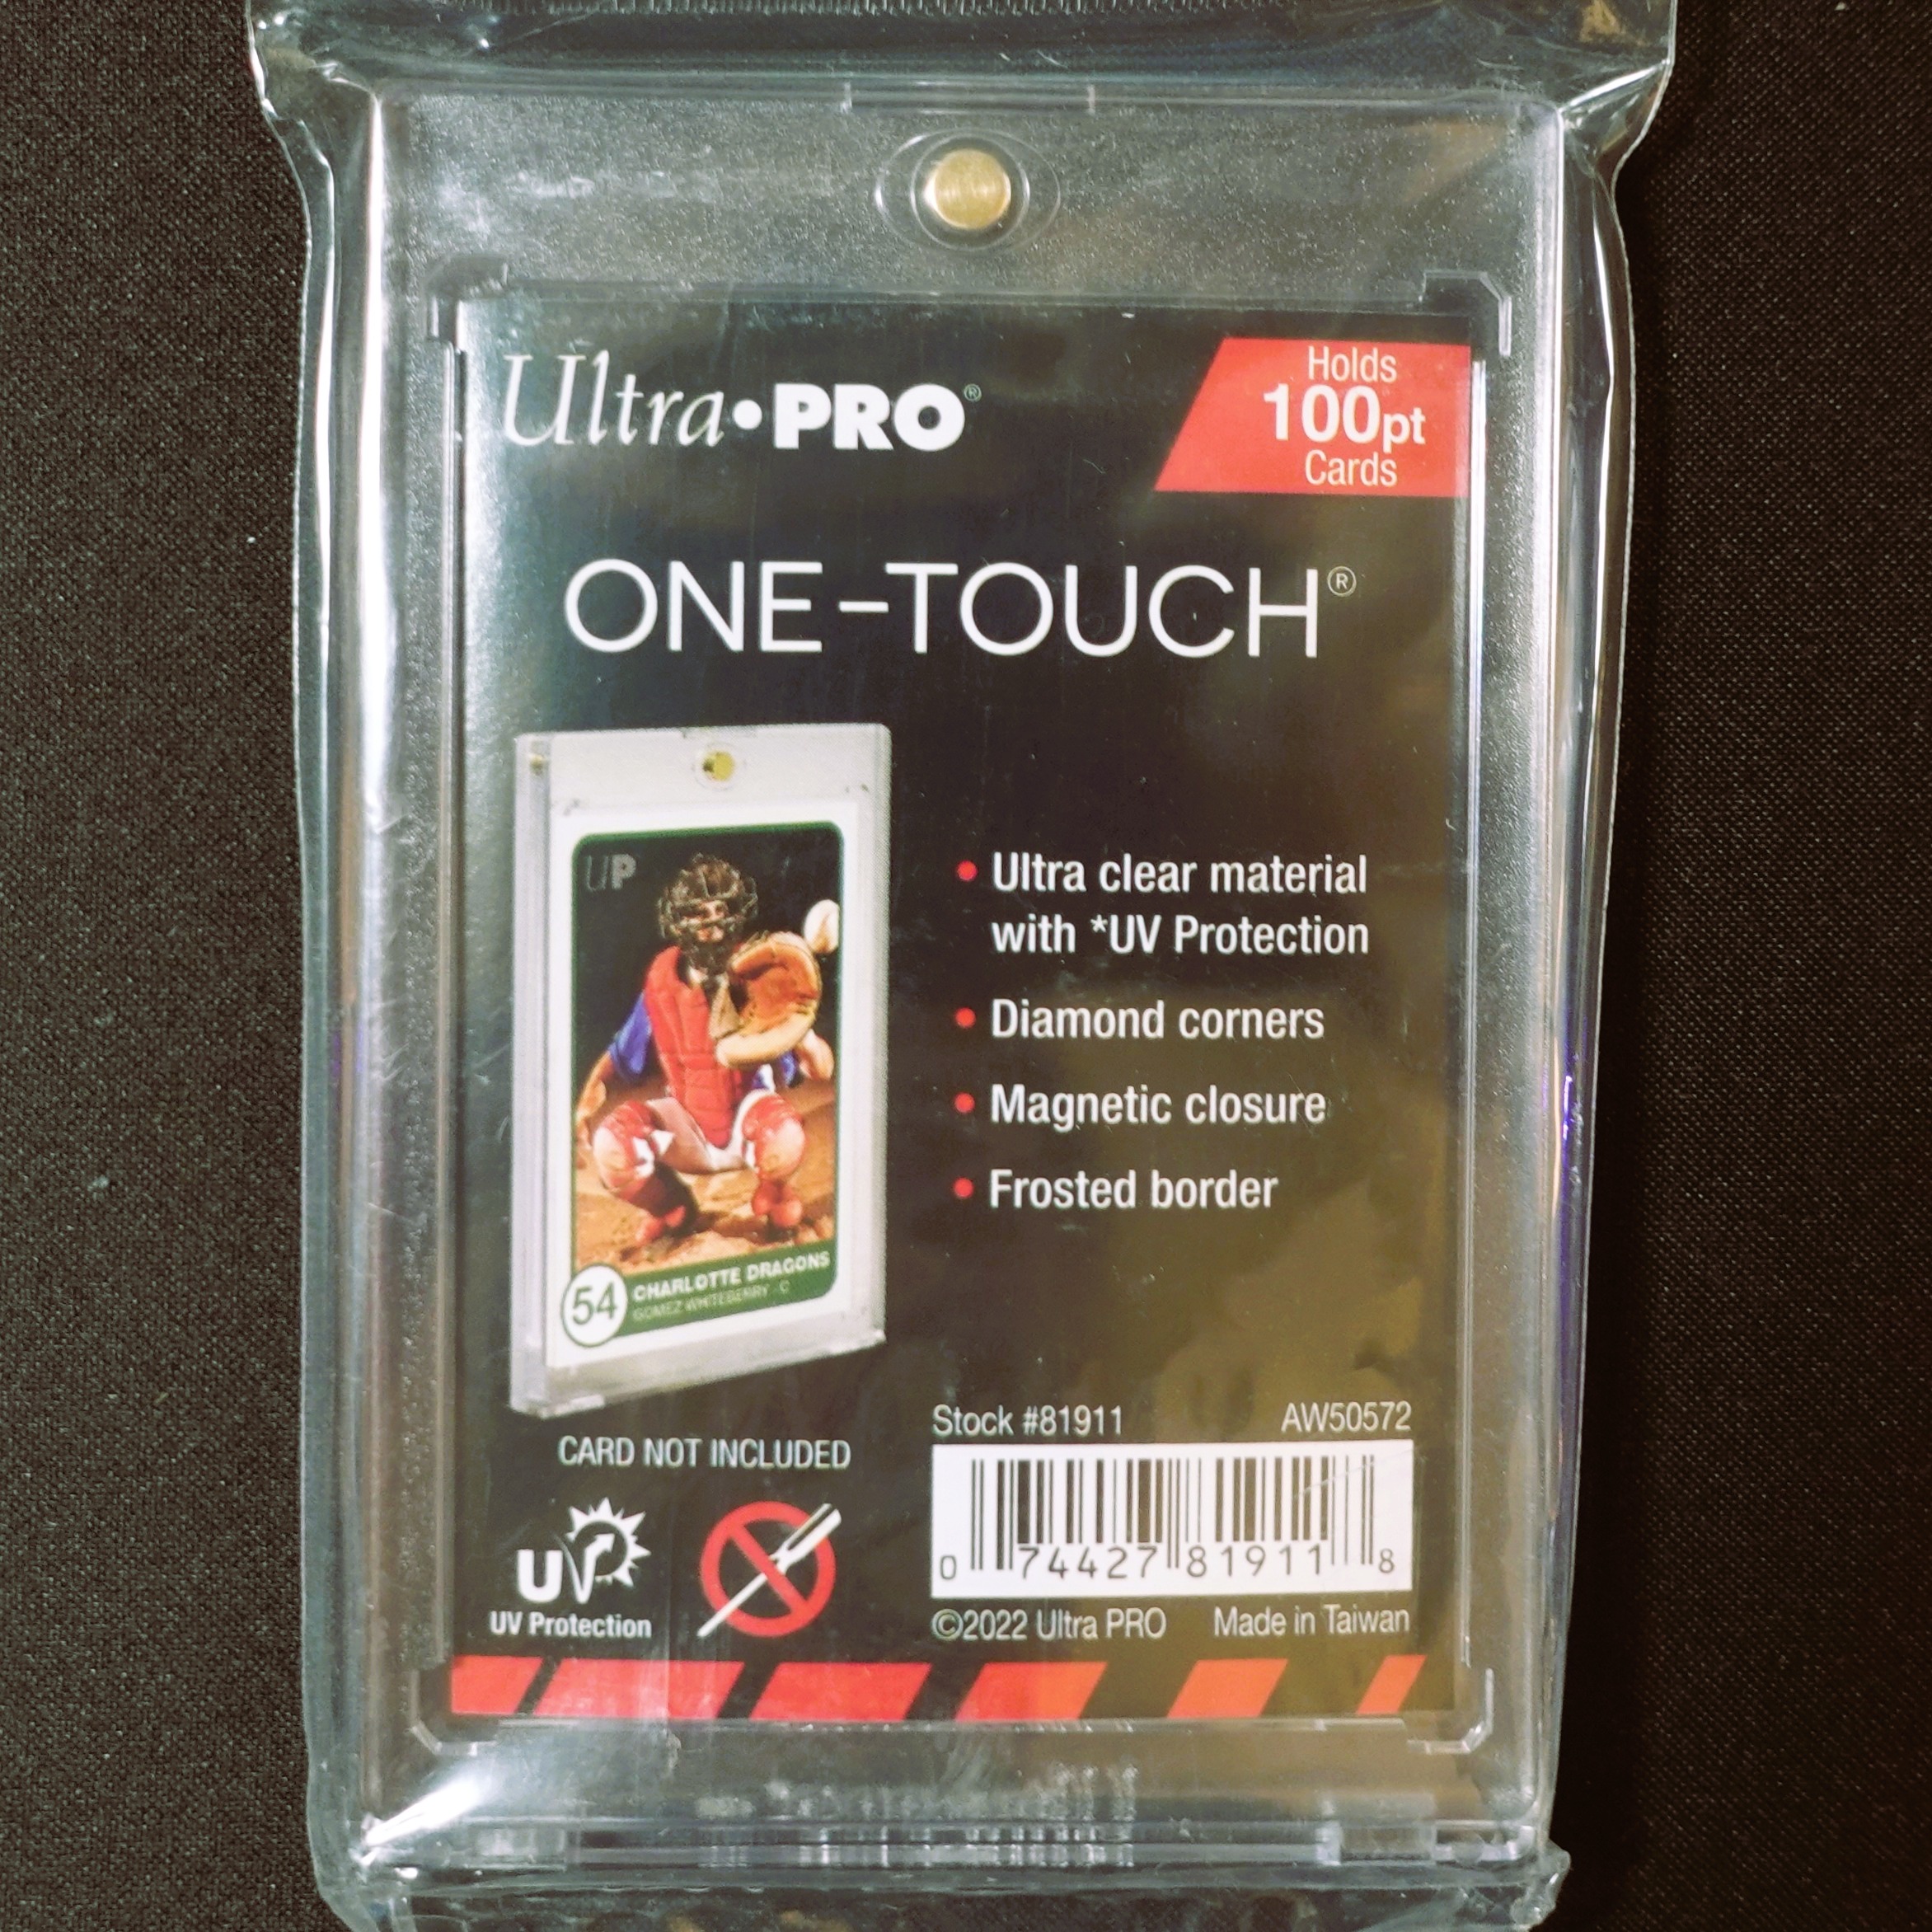 Ultra•PRO®
Holds
100pt
Cards
ONE-TOUCH®
UP
54
CHARLOTTE DRAGONS
GOMEZ WHITEBERRY - C
• Ultra clear material
with *UV Protection
• Diamond corners
• Magnetic closure
• Frosted border
CARD NOT INCLUDED
UV
UV Protection
Stock #81911 AW50572
0 74427 81911 8
©2022 Ultra PRO Made in Taiwan